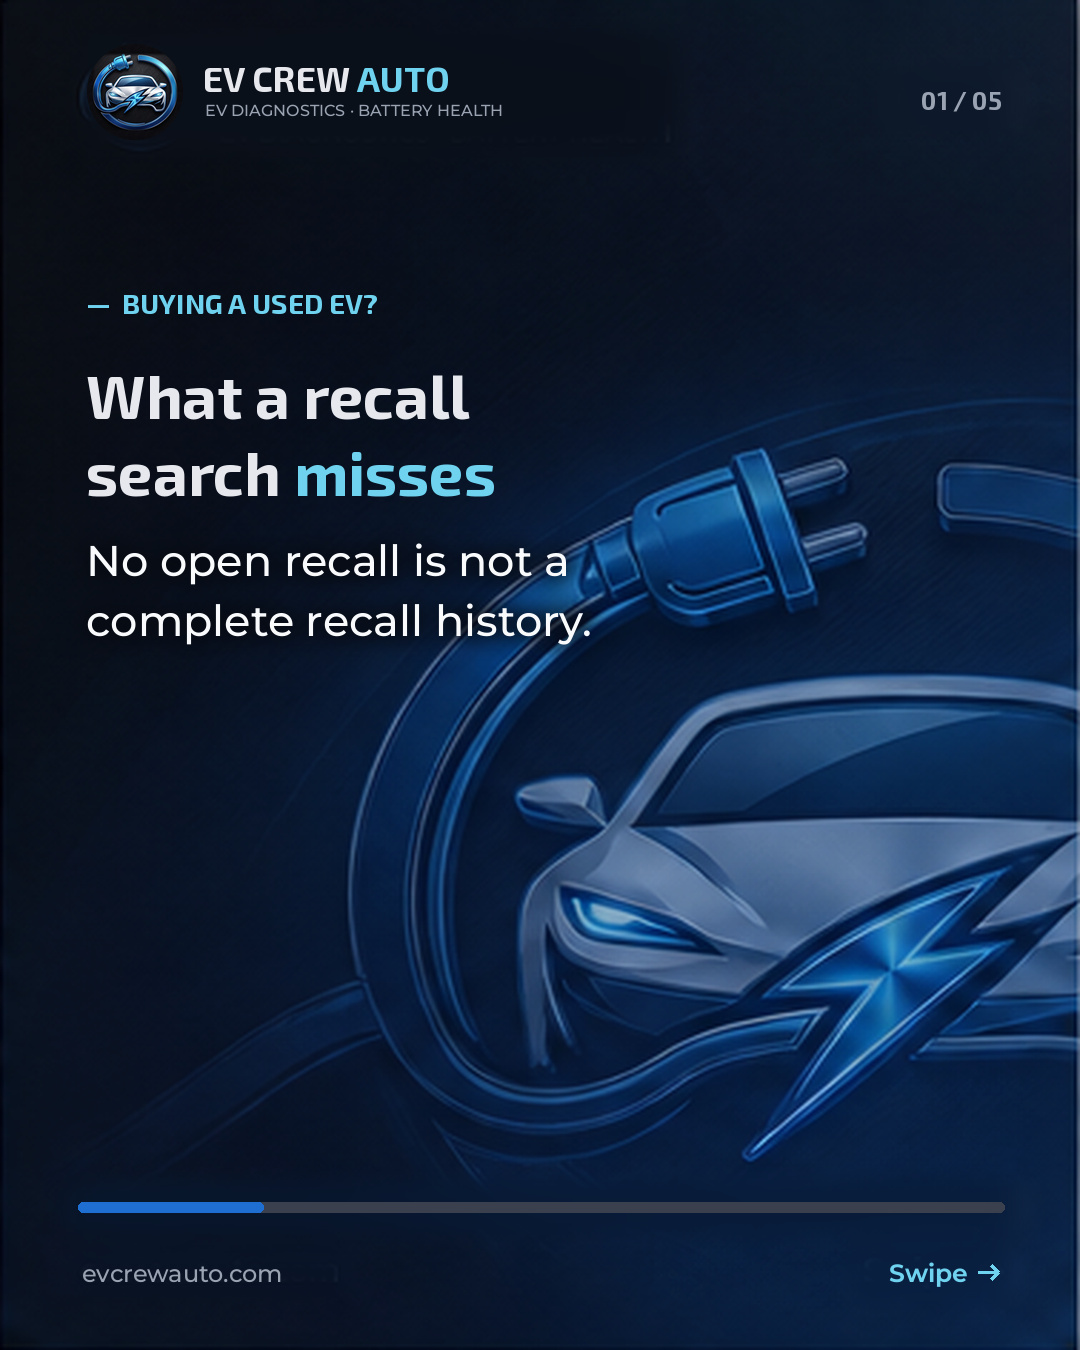 EV CREW AUTO
EV DIAGNOSTICS · BATTERY HEALTH
01 / 05
— BUYING A USED EV?
What a recall
search misses
No open recall is not a
complete recall history.
evcrewauto.com
Swipe →